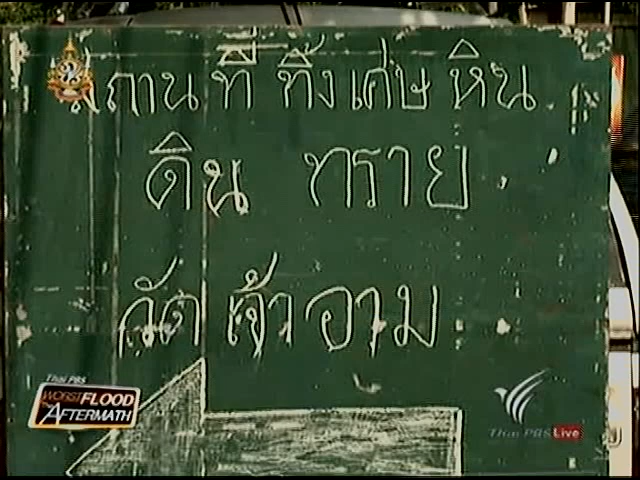 สถานที่ ทิ้งเศษ หิน
ดิน ทราย
วัดเจ้าอาม
Thai PBS
WORST FLOOD
The AFTERMATH
Thai PBS Live